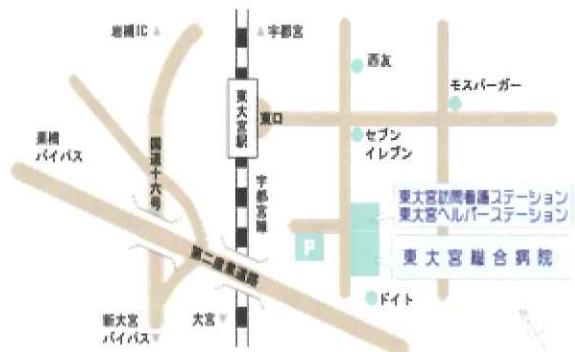 岩槻IC
宇都宮
西友
モスバーガー
東大宮駅
東口
セブン
イレブン
栗橋
バイパス
国道十六号
宇都宮線
東大宮訪問看護ステーション
東大宮ヘルパーステーション
P
東大宮総合病院
第二産業道路
ドイト
新大宮
バイパス
大宮